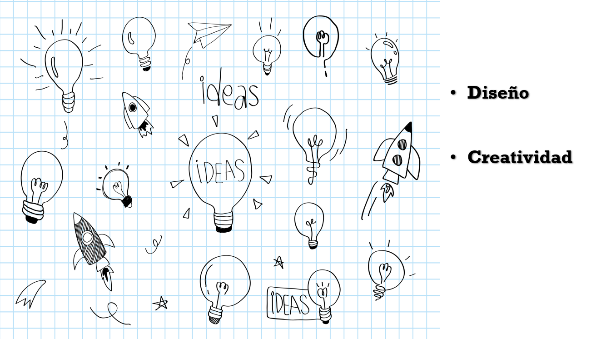 ideas
iDEAS
IDEAS
• Diseño
• Creatividad